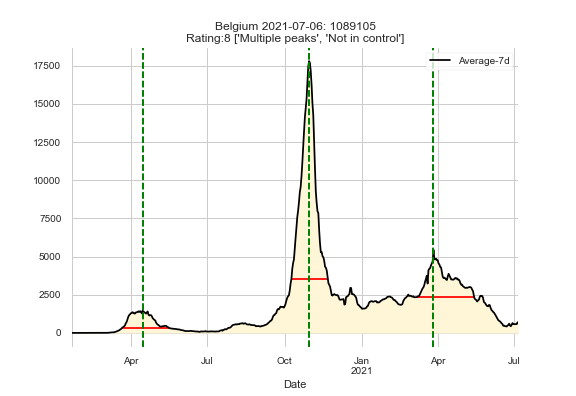 Belgium 2021-07-06: 1089105
Rating:8 ['Multiple peaks', 'Not in control']
Average-7d
17500
15000
12500
10000
7500
5000
2500
0
Apr
Jul
Oct
Jan
2021
Apr
Jul
Date